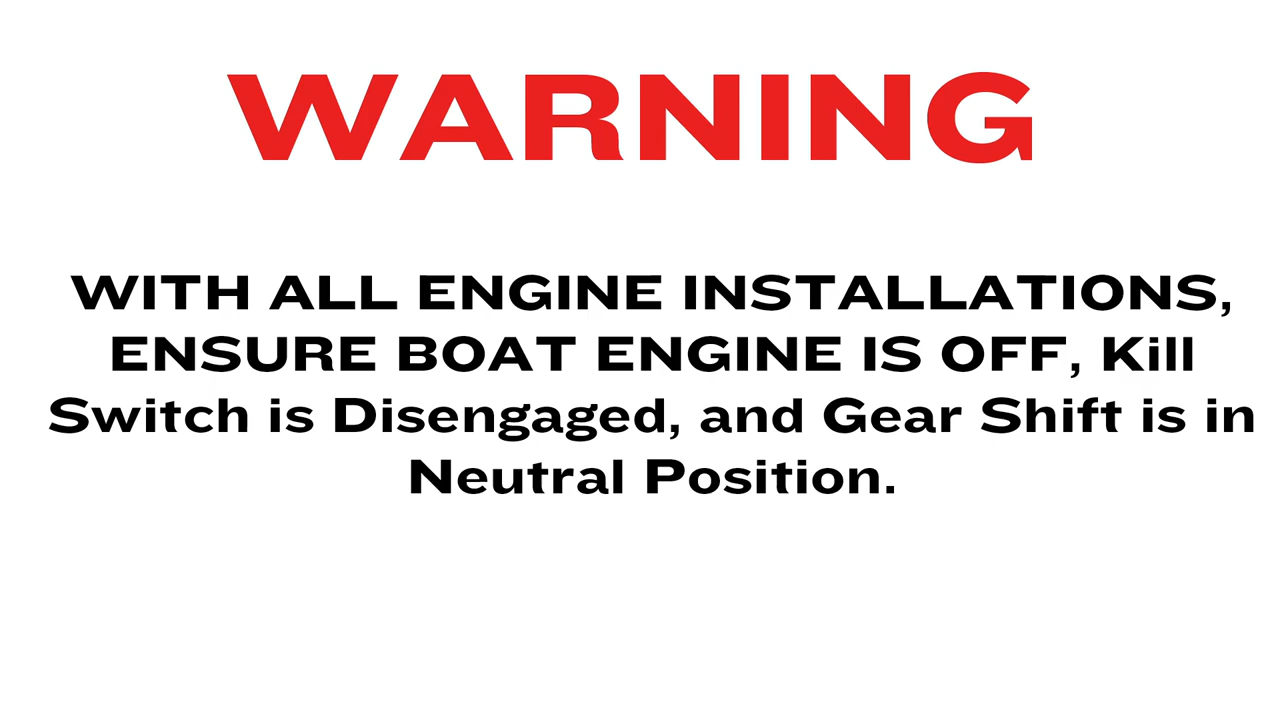 WARNING
WITH ALL ENGINE INSTALLATIONS,
ENSURE BOAT ENGINE IS OFF, Kill
Switch is Disengaged, and Gear Shift is in
Neutral Position.